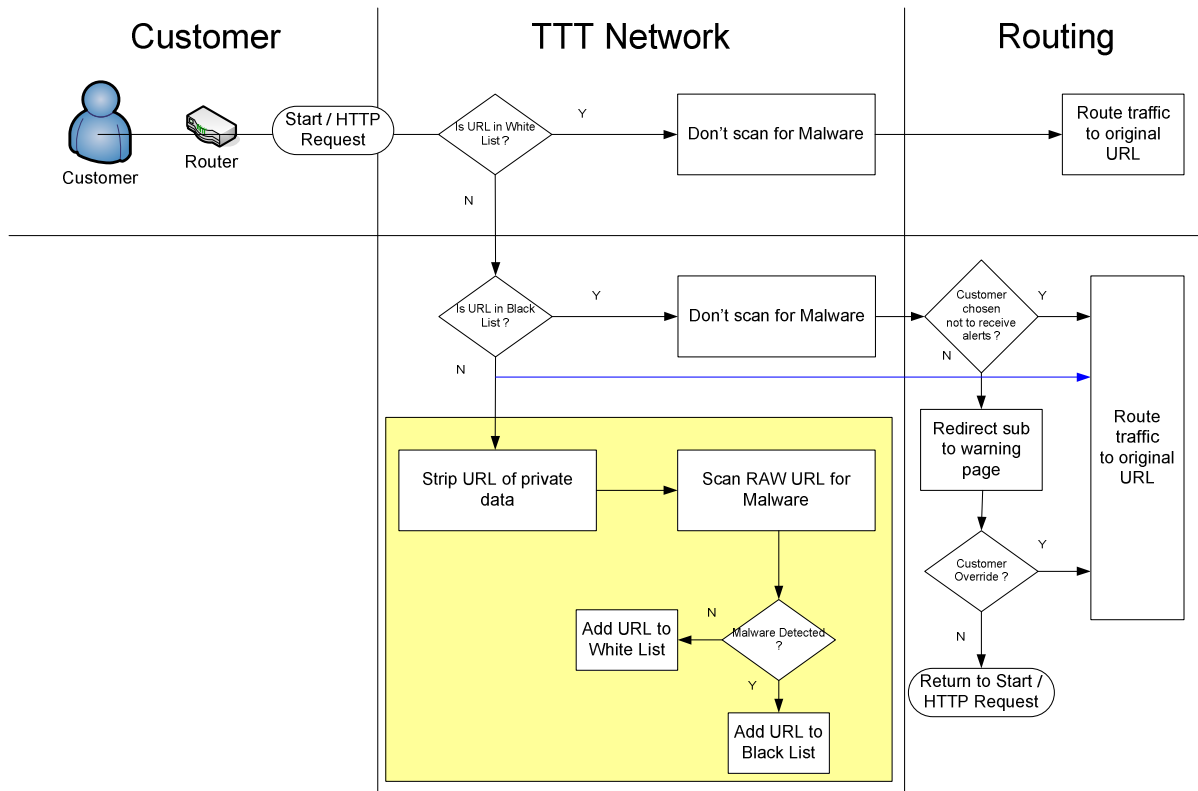 Customer
TTT Network
Routing
Customer
Router
Start / HTTP
Request
Is URL in White
List ?
Y
N
Don't scan for Malware
Route traffic
to original
URL
Is URL in Black
List ?
Y
N
Don't scan for Malware
Customer
chosen
not to receive
alerts ?
Y
N
Route
traffic
to original
URL
Redirect sub
to warning
page
Strip URL of private
data
Scan RAW URL for
Malware
Customer
Override ?
Y
N
Malware Detected
?
N
Y
Add URL to
White List
Add URL to
Black List
Return to Start /
HTTP Request